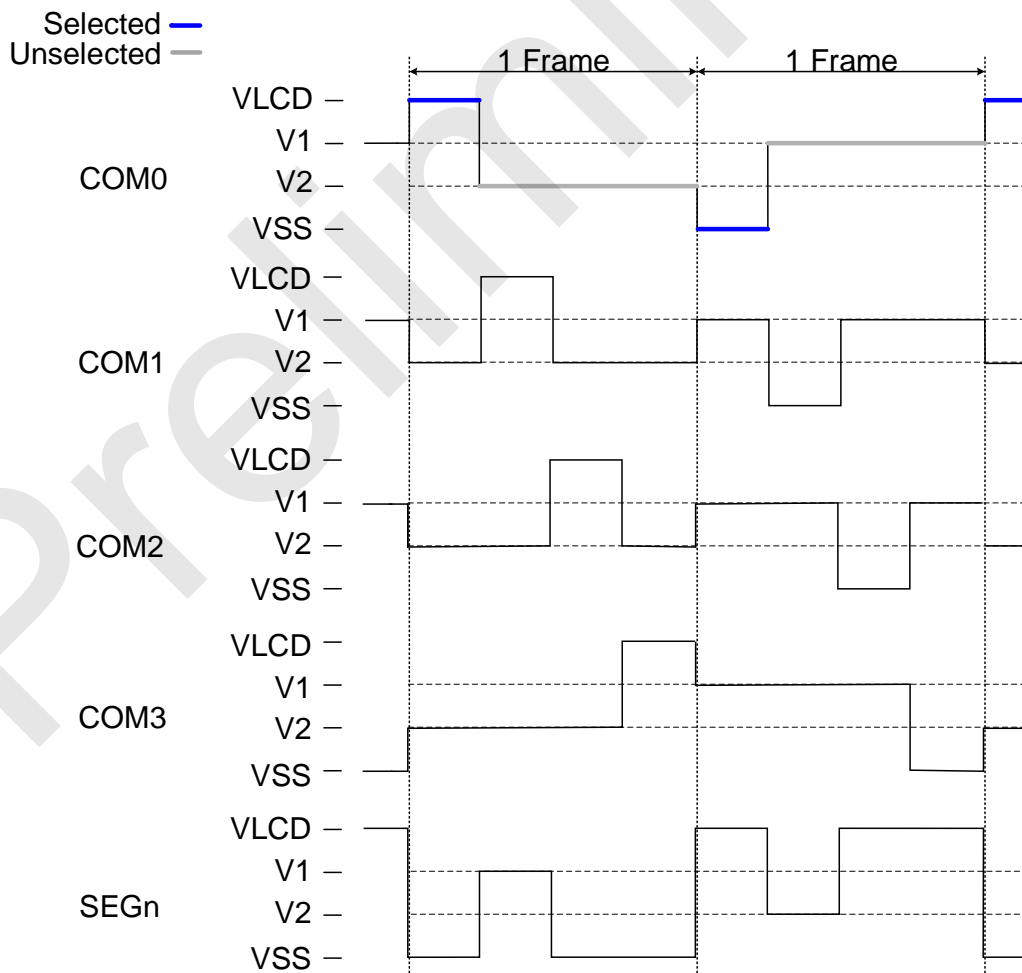 Selected
Unselected
1 Frame 1 Frame
VLCD
V1
COM0
V2
VSS
VLCD
V1
COM1
V2
VSS
VLCD
V1
COM2
V2
VSS
VLCD
V1
COM3
V2
VSS
VLCD
V1
SEGn
V2
VSS
Prelimi